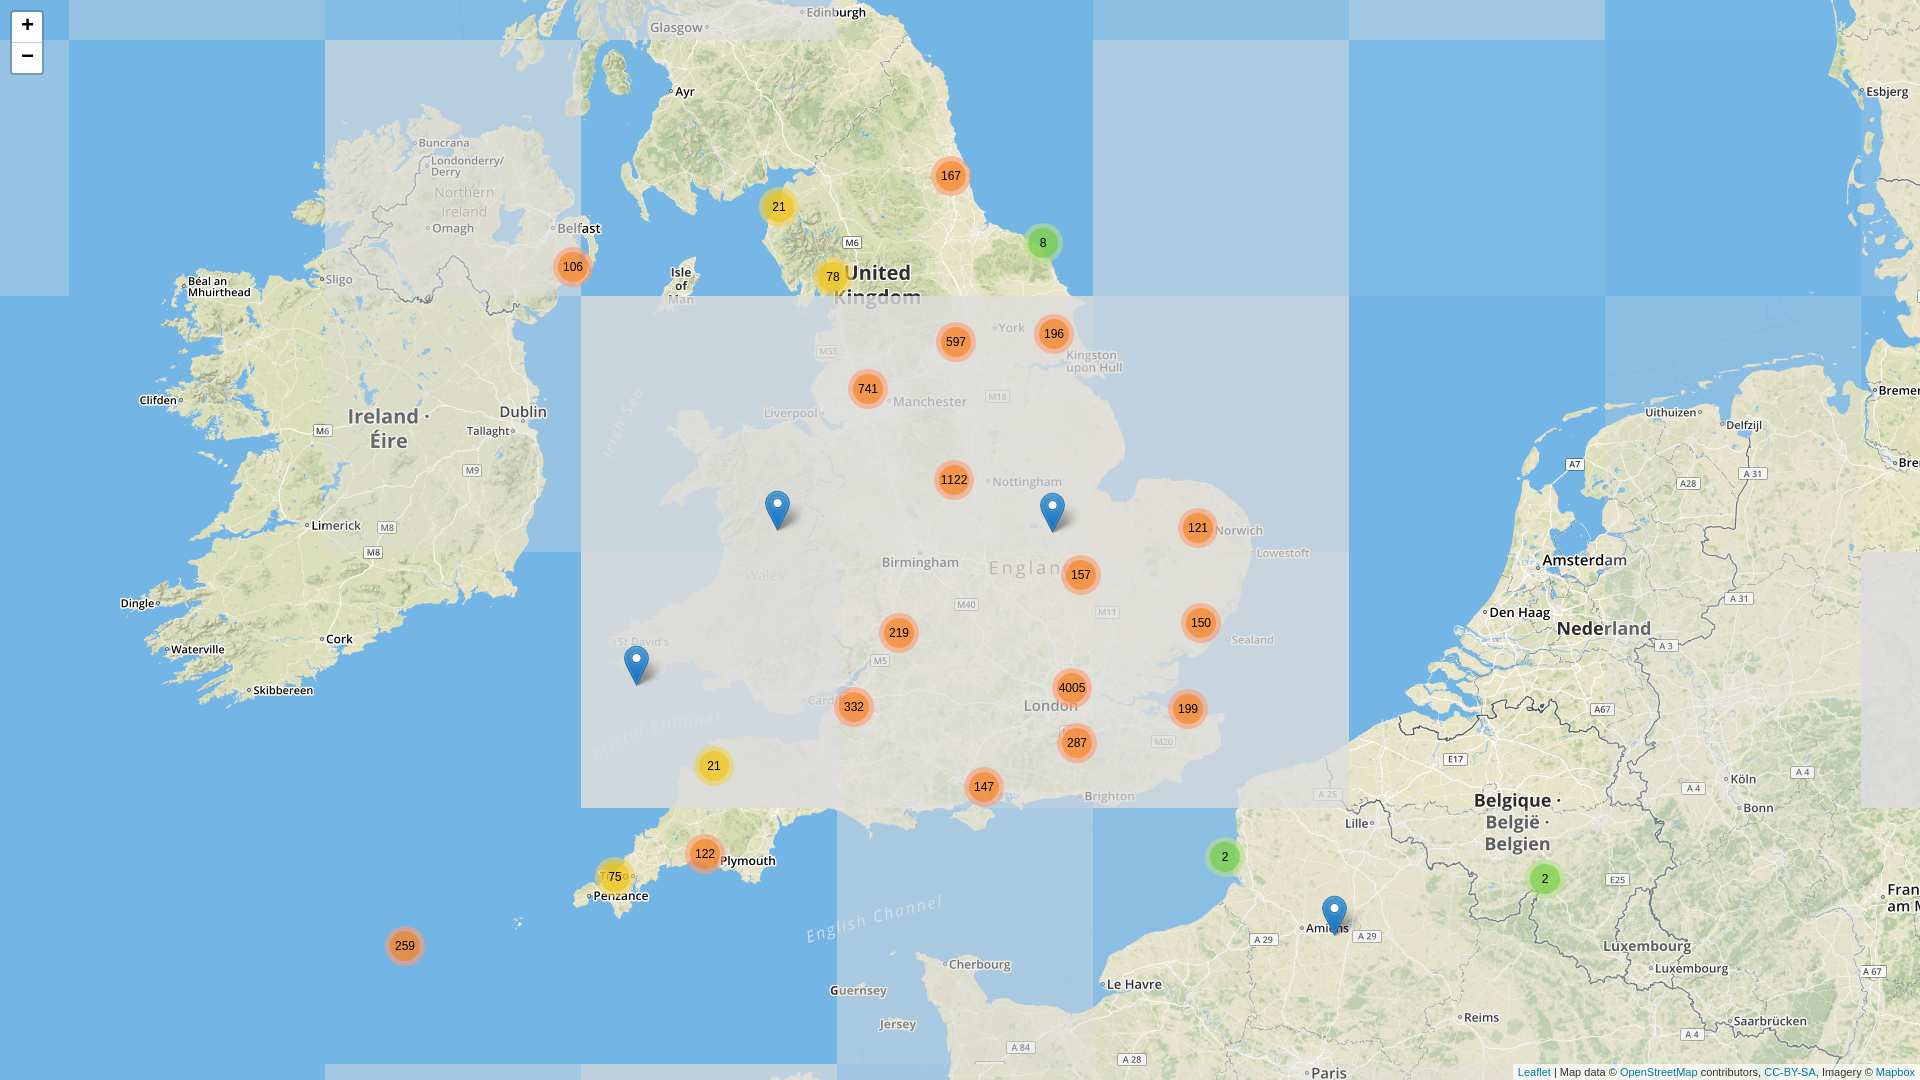 +
−
Edinburgh
Glasgow
Ayr
Esbjerg
Buncrana
Londonderry/
Derry
Northern
Ireland
Omagh
Belfast
Sligo
Béal an
Mhuirthead
167
21
8
106
78
M6
United
Kingdom
Isle
of
Man
M55
York
597
196
Kingston
upon Hull
741
Manchester
M18
Liverpool
Irish Sea
Clifden
Ireland ·
Éire
Dublin
M6
Tallaght
M9
Uithuizen
Delfzijl
Bremer
Bre
A7
A 31
A28
1122
Nottingham
Limerick
M8
M8
121
Norwich
Lowestoft
Birmingham
Englan
157
Wales
Amsterdam
Dingle
M40
M11
A 31
Den Haag
Nederland
219
150
Sealand
Cork
Waterville
St David's
M5
A 3
Skibbereen
4005
London
Cardiff
332
199
A67
Bristol Channel
287
M20
E17
21
147
Brighton
A 25
Köln
A 4
A 4
Bonn
Belgique ·
België ·
Belgien
Lille
122
Plymouth
75
Penzance
2
2
E25
Fran
am M
259
English Channel
Amiens
A 29
A 29
Luxembourg
Luxembourg
A 67
Cherbourg
Le Havre
Guernsey
Jersey
Reims
Saarbrücken
A 4
A 84
A 28
Paris
Leaflet | Map data © OpenStreetMap contributors, CC-BY-SA, Imagery © Mapbox